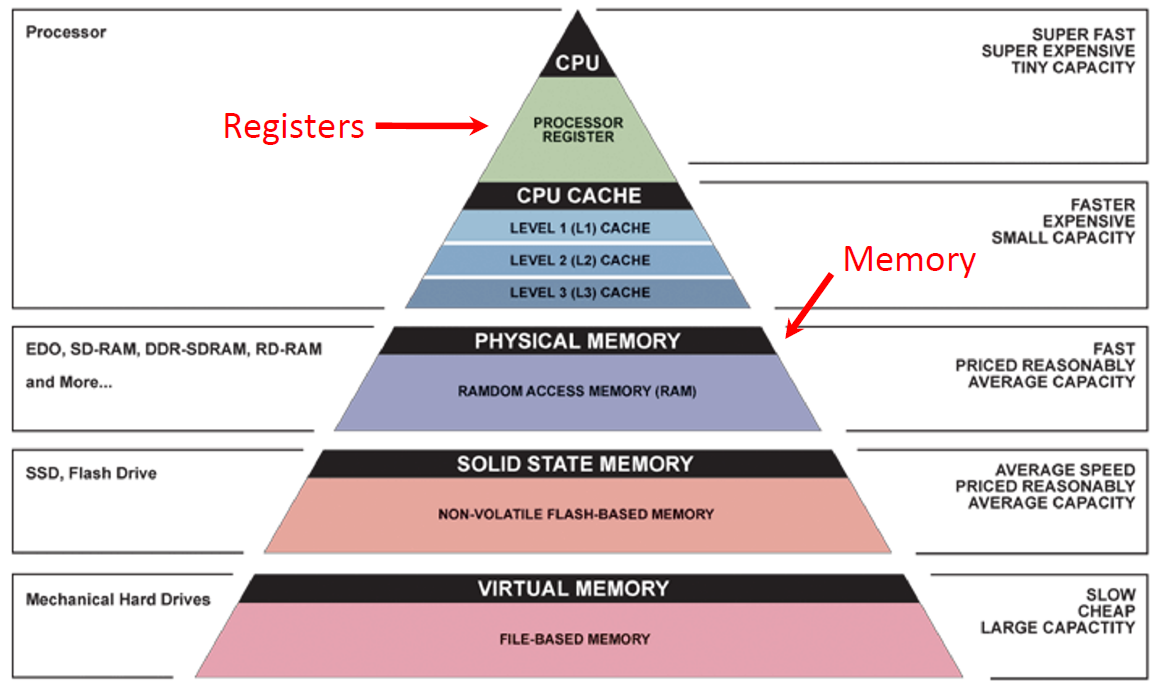 Processor
CPU
SUPER FAST
SUPER EXPENSIVE
TINY CAPACITY
Registers
PROCESSOR
REGISTER
CPU CACHE
LEVEL 1 (L1) CACHE
LEVEL 2 (L2) CACHE
LEVEL 3 (L3) CACHE
FASTER
EXPENSIVE
SMALL CAPACITY
Memory
EDO, SD-RAM, DDR-SDRAM, RD-RAM
and More...
PHYSICAL MEMORY
RAMDOM ACCESS MEMORY (RAM)
FAST
PRICED REASONABLY
AVERAGE CAPACITY
SSD, Flash Drive
SOLID STATE MEMORY
NON-VOLATILE FLASH-BASED MEMORY
AVERAGE SPEED
PRICED REASONABLY
AVERAGE CAPACITY
Mechanical Hard Drives
VIRTUAL MEMORY
FILE-BASED MEMORY
SLOW
CHEAP
LARGE CAPACTITY